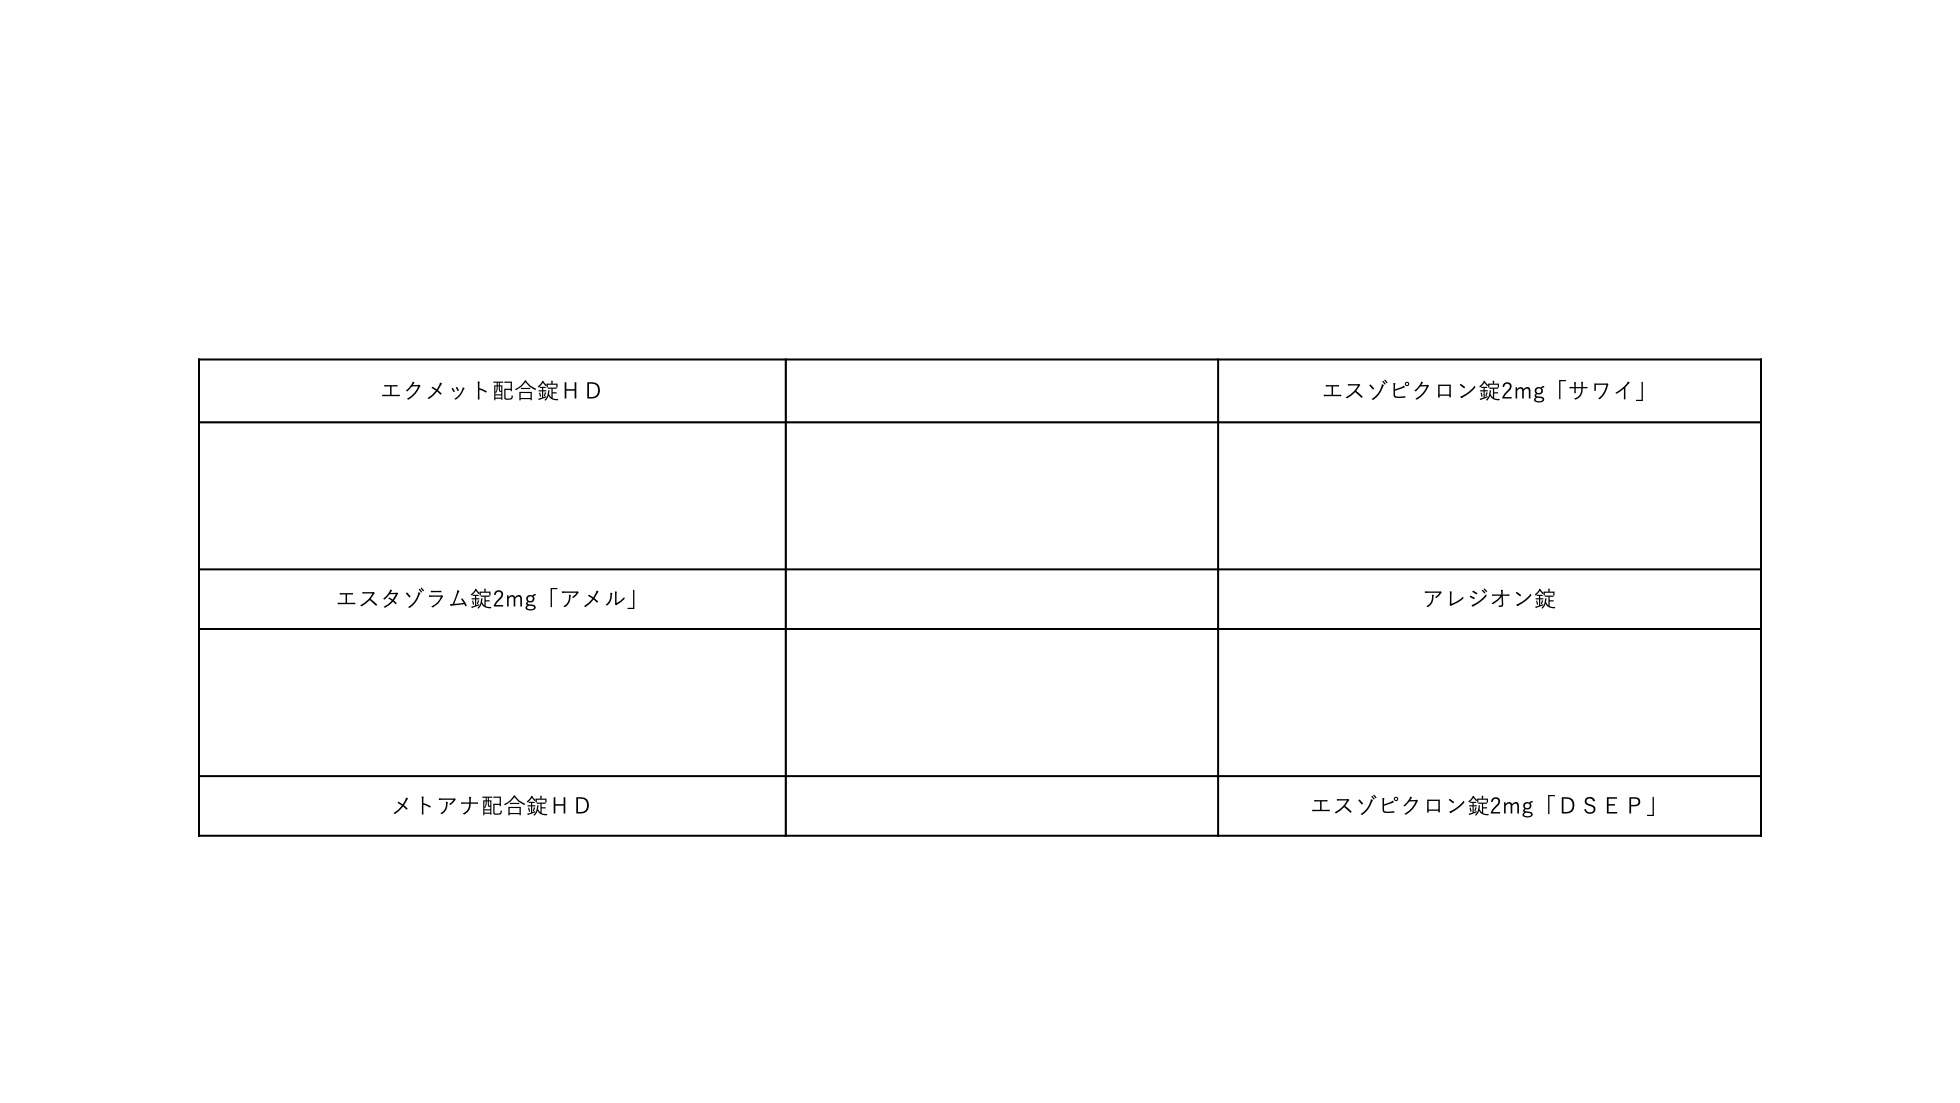 エクメット配合錠ＨＤ
エスゾピクロン錠2mg「サワイ」
エスタゾラム錠2mg「アメル」
アレジオン錠
メトアナ配合錠ＨＤ
エスゾピクロン錠2mg「ＤＳＥＰ」